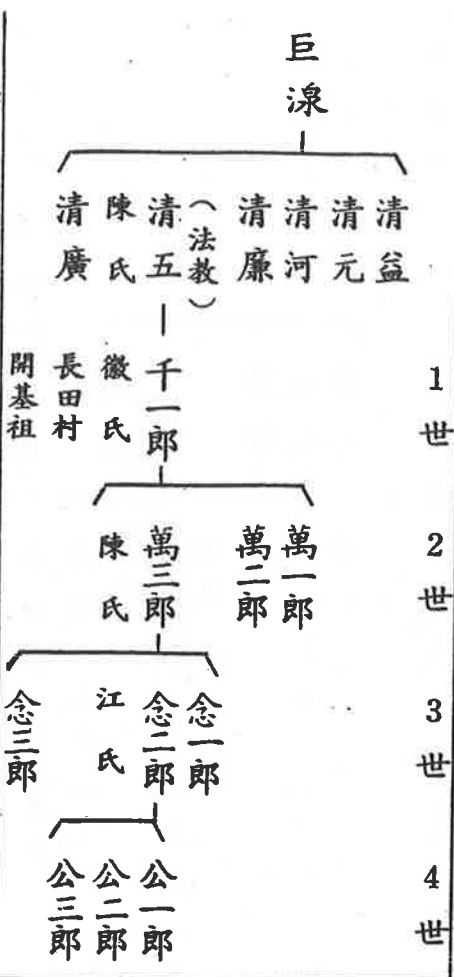 巨湶
清益
清元
清河
清廉
（法教）
清五
陳氏
清廣
1世
千一郎
氏
長田村
開基祖
2世
萬一郎
萬二郎
萬三郎
陳氏
3世
念一郎
念二郎
江氏
念三郎
4世
公一郎
公二郎
公三郎